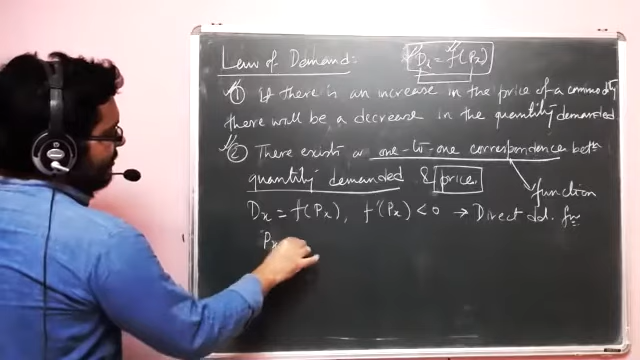 Law of Demand: Dx = f(Px)
① If there is an increase in the price of a commodity
there will be a decrease in the quantity demanded.
② There exists a one-to-one correspondence betn
quantity demanded & price
function
Dx = f(Px), f'(Px) < 0 → Direct dd. fn
Px